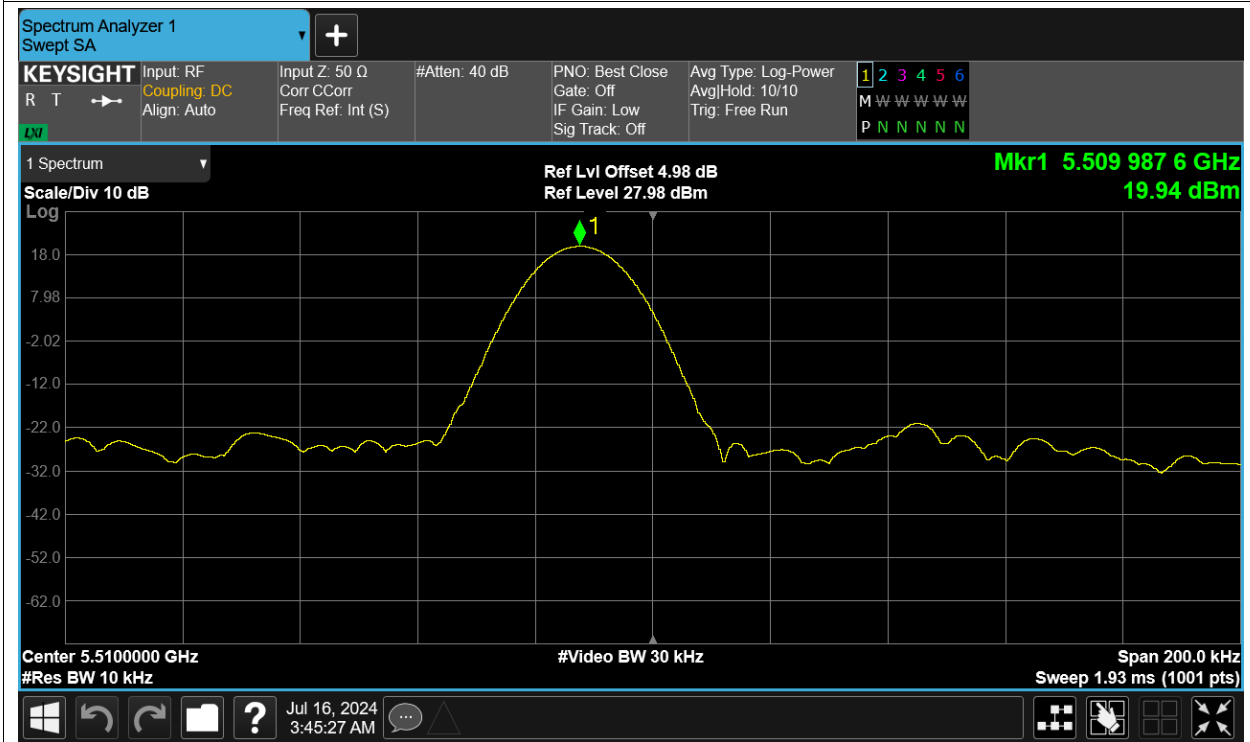 Spectrum Analyzer 1
Swept SA
+
KEYSIGHT
R T
LXI
Input: RF
Coupling: DC
Align: Auto
Input Z: 50 Ω
Corr CCorr
Freq Ref: Int (S)
#Atten: 40 dB
PNO: Best Close
Gate: Off
IF Gain: Low
Sig Track: Off
Avg Type: Log-Power
Avg|Hold: 10/10
Trig: Free Run
1 2 3 4 5 6
M W W W W W
P N N N N N
1 Spectrum
Scale/Div 10 dB
Log
Ref Lvl Offset 4.98 dB
Ref Level 27.98 dBm
Mkr1 5.509 987 6 GHz
19.94 dBm
1
18.0
7.98
-2.02
-12.0
-22.0
-32.0
-42.0
-52.0
-62.0
Center 5.5100000 GHz
#Res BW 10 kHz
#Video BW 30 kHz
Span 200.0 kHz
Sweep 1.93 ms (1001 pts)
?
Jul 16, 2024
3:45:27 AM